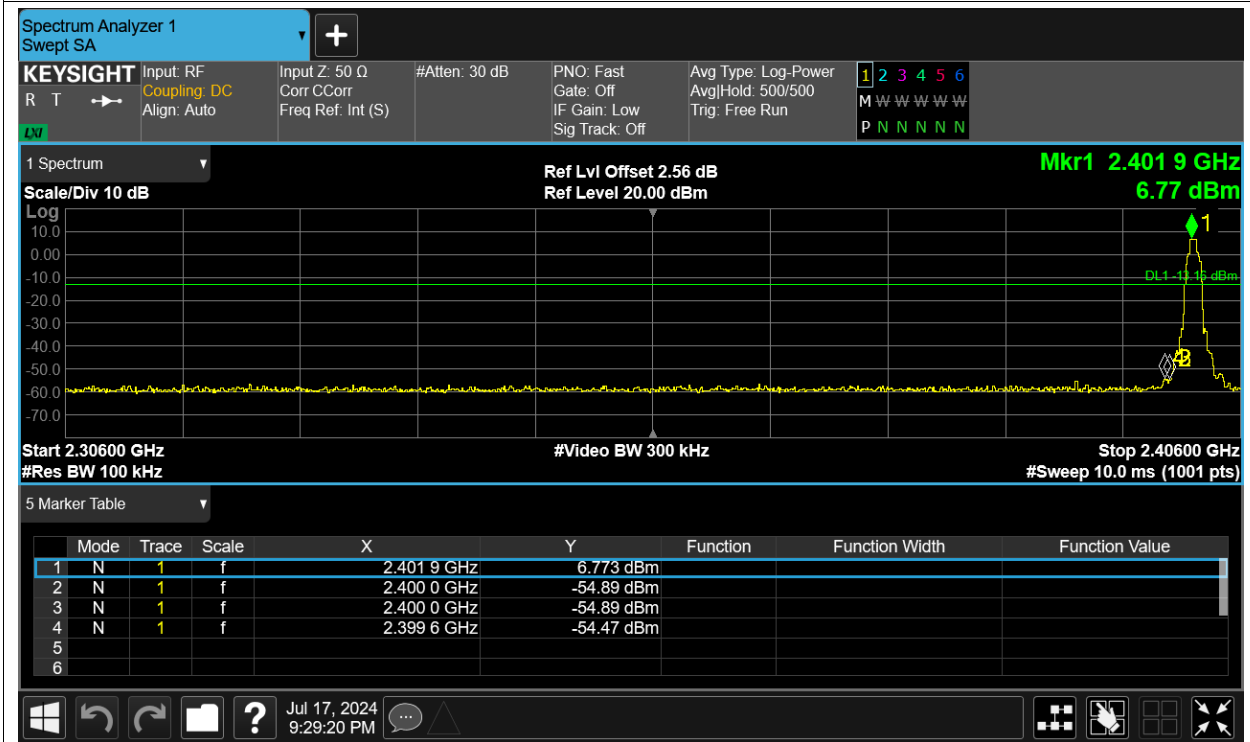 Spectrum Analyzer 1
Swept SA
+
KEYSIGHT Input: RF Input Z: 50 Ω #Atten: 30 dB PNO: Fast Avg Type: Log-Power 1 2 3 4 5 6
R T Coupling: DC Corr CCorr Gate: Off Avg|Hold: 500/500 M W W W W W
Align: Auto Freq Ref: Int (S) IF Gain: Low Trig: Free Run
LXI Sig Track: Off P N N N N N
1 Spectrum Ref Lvl Offset 2.56 dB Mkr1 2.401 9 GHz
Scale/Div 10 dB Ref Level 20.00 dBm 6.77 dBm
Log
1
10.0
0.00
-10.0
DL1 -13.15 dBm
-20.0
-30.0
-40.0
-50.0
-60.0
-70.0
Start 2.30600 GHz #Video BW 300 kHz Stop 2.40600 GHz
#Res BW 100 kHz #Sweep 10.0 ms (1001 pts)
5 Marker Table
Mode Trace Scale X Y Function Function Width Function Value
1 N 1 f 2.401 9 GHz 6.773 dBm
2 N 1 f 2.400 0 GHz -54.89 dBm
3 N 1 f 2.400 0 GHz -54.89 dBm
4 N 1 f 2.399 6 GHz -54.47 dBm
5
6
? Jul 17, 2024
9:29:20 PM